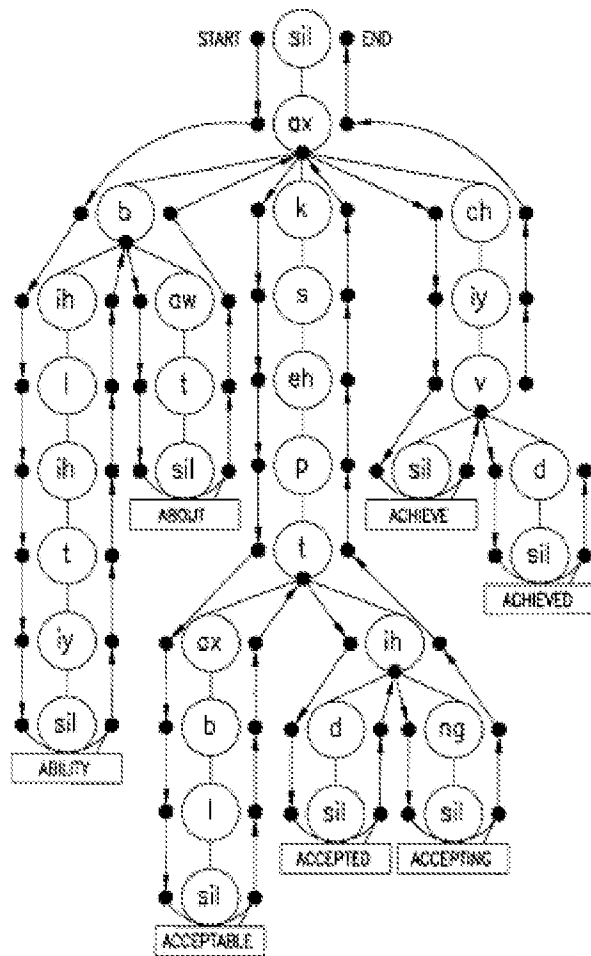 START sil END
ax
b k ch
ih aw s iy
l t eh v
ih sil p sil d
ABOUT ACHIEVE
t t sil
ACHIEVED
iy ax ih
sil b d ng
ABILITY
l sil sil
ACCEPTED ACCEPTING
sil
ACCEPTABLE